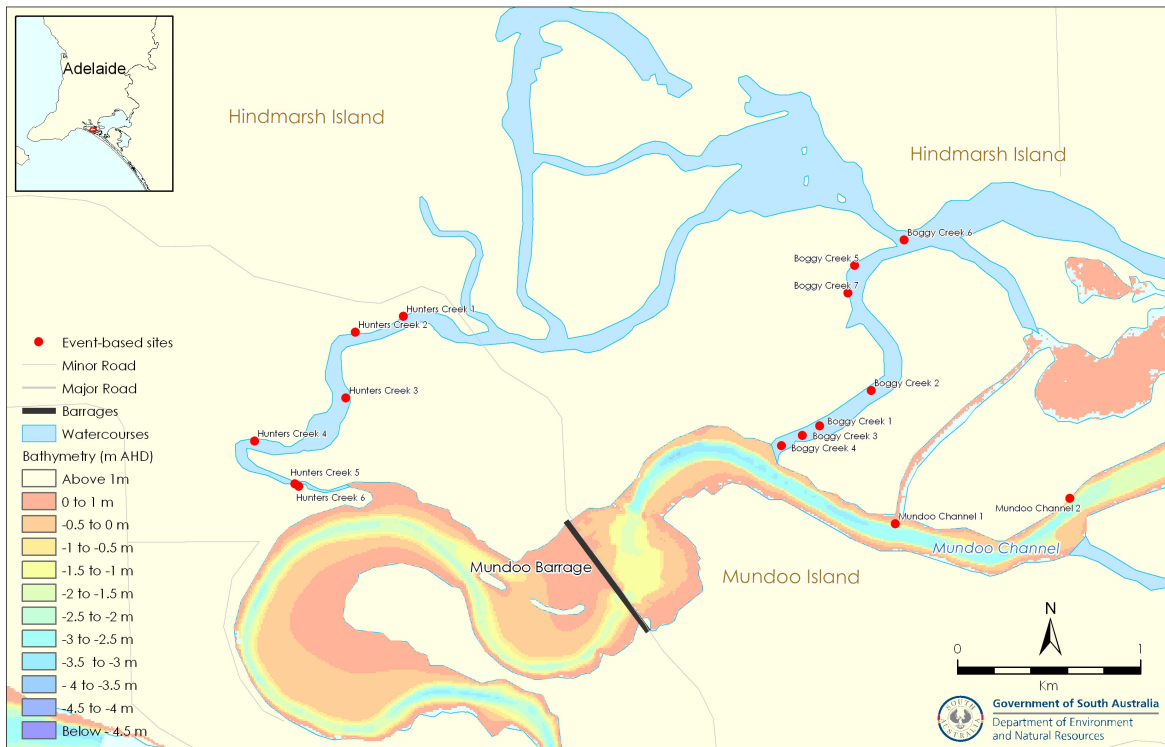 Adelaide
Hindmarsh Island
Hindmarsh Island
Boggy Creek 6
Boggy Creek 5
Boggy Creek 7
Hunters Creek 1
Hunters Creek 2
Hunters Creek 3
Boggy Creek 2
Boggy Creek 1
Boggy Creek 3
Boggy Creek 4
Hunters Creek 4
Hunters Creek 5
Hunters Creek 6
Mundoo Channel 1
Mundoo Channel 2
Mundoo Channel
Mundoo Barrage
Mundoo Island
Event-based sites
Minor Road
Major Road
Barrages
Watercourses
Bathymetry (m AHD)
Above 1m
0 to 1 m
-0.5 to 0 m
-1 to -0.5 m
-1.5 to -1 m
-2 to -1.5 m
-2.5 to -2 m
-3 to -2.5 m
-3.5 to -3 m
- 4 to -3.5 m
-4.5 to -4 m
Below - 4.5 m
N
0 1
Km
SOUTH AUSTRALIA
Government of South Australia
Department of Environment
and Natural Resources